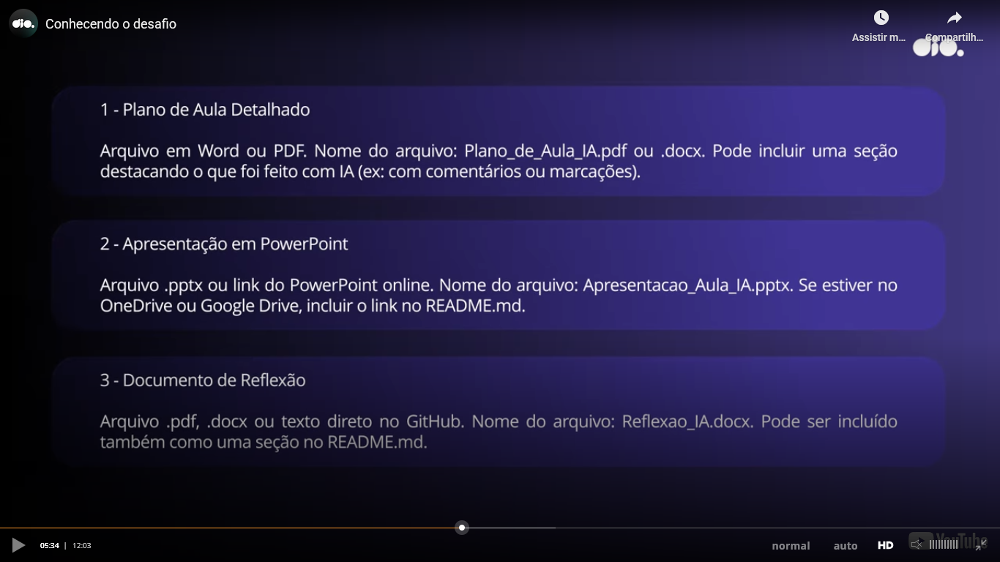 dio.
Conhecendo o desafio
Assistir m...
Compartilh...
dio.
1 - Plano de Aula Detalhado
Arquivo em Word ou PDF. Nome do arquivo: Plano_de_Aula_IA.pdf ou .docx. Pode incluir uma seção
destacando o que foi feito com IA (ex: com comentários ou marcações).
2 - Apresentação em PowerPoint
Arquivo .pptx ou link do PowerPoint online. Nome do arquivo: Apresentacao_Aula_IA.pptx. Se estiver no
OneDrive ou Google Drive, incluir o link no README.md.
3 - Documento de Reflexão
Arquivo .pdf, .docx ou texto direto no GitHub. Nome do arquivo: Reflexao_IA.docx. Pode ser incluído
também como uma seção no README.md.
05:34 | 12:03
normal auto HD
YouTube